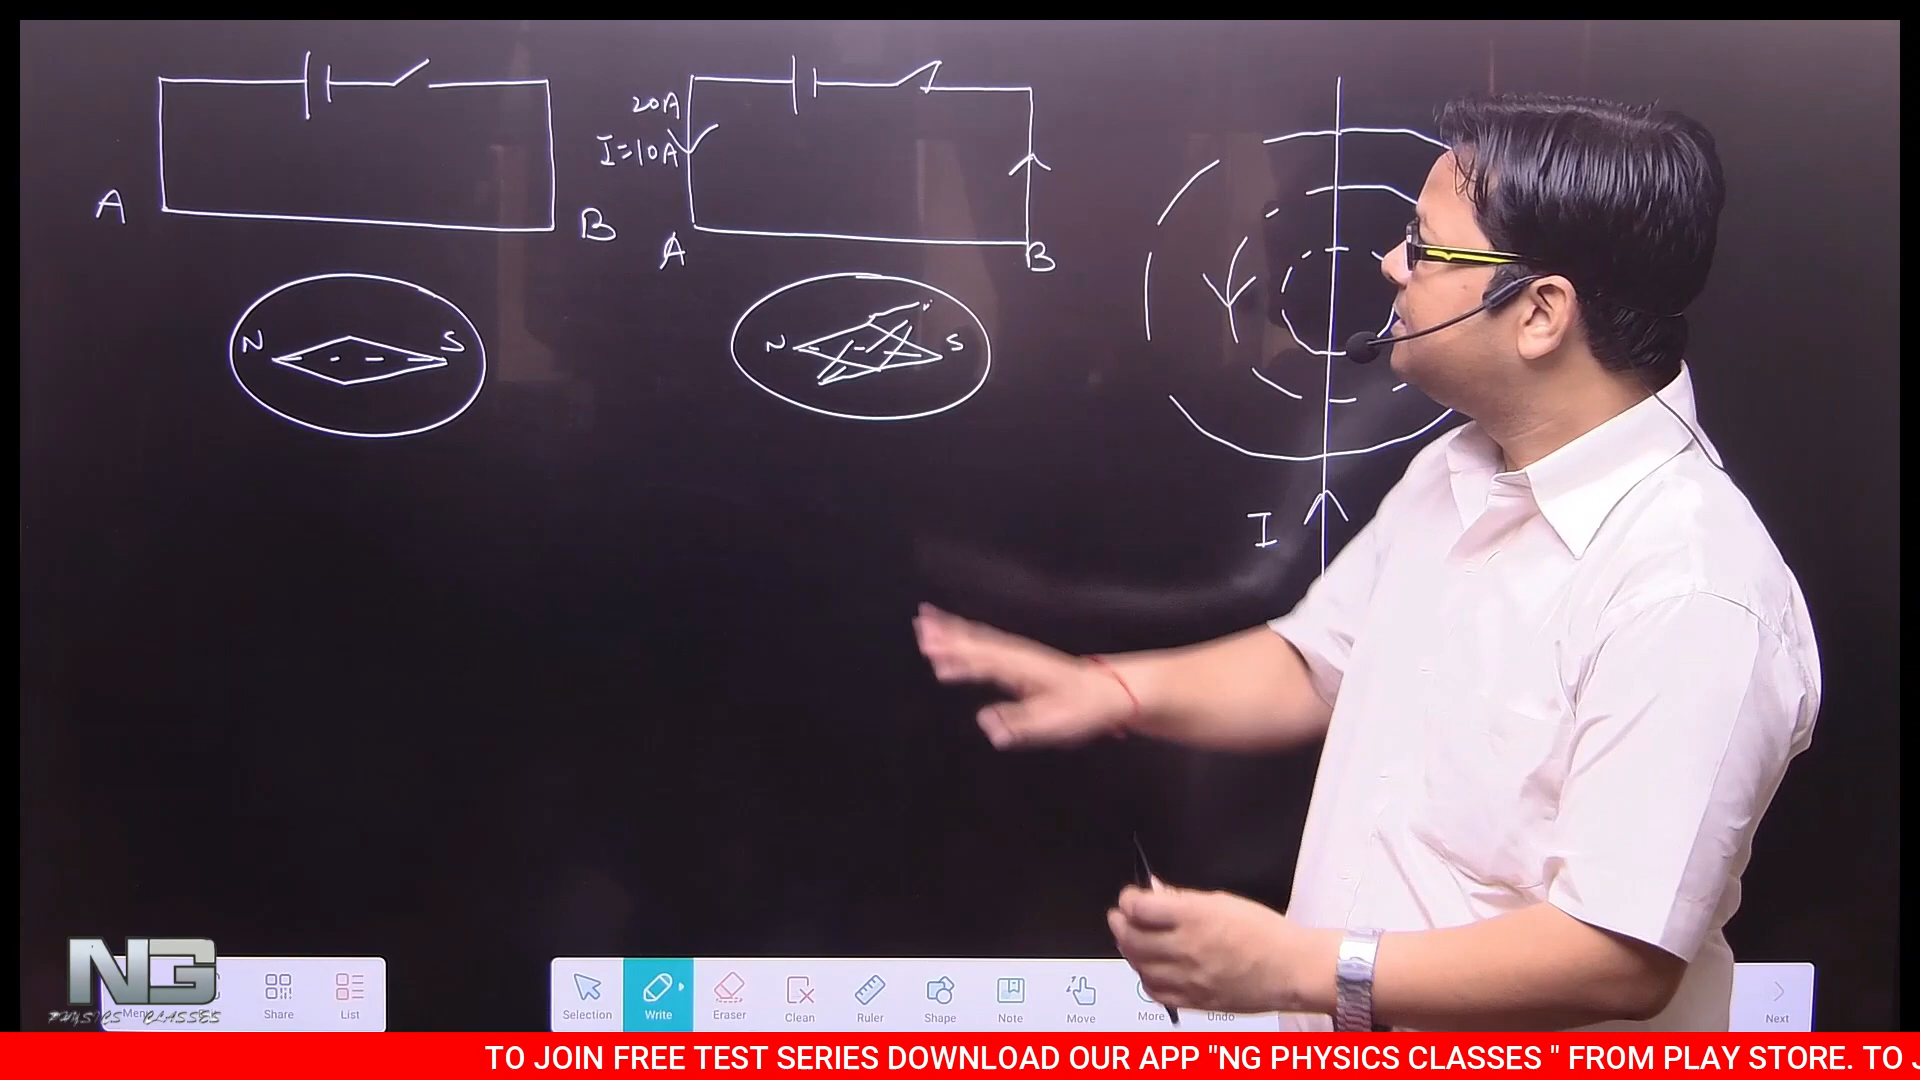 A
B
20A
I=10A
A
B
N
S
N
S
I
NG
PHYSICS CLASSES
Share
List
Selection
Write
Eraser
Clean
Ruler
Shape
Note
Move
More
Undo
Next
TO JOIN FREE TEST SERIES DOWNLOAD OUR APP "NG PHYSICS CLASSES " FROM PLAY STORE. TO